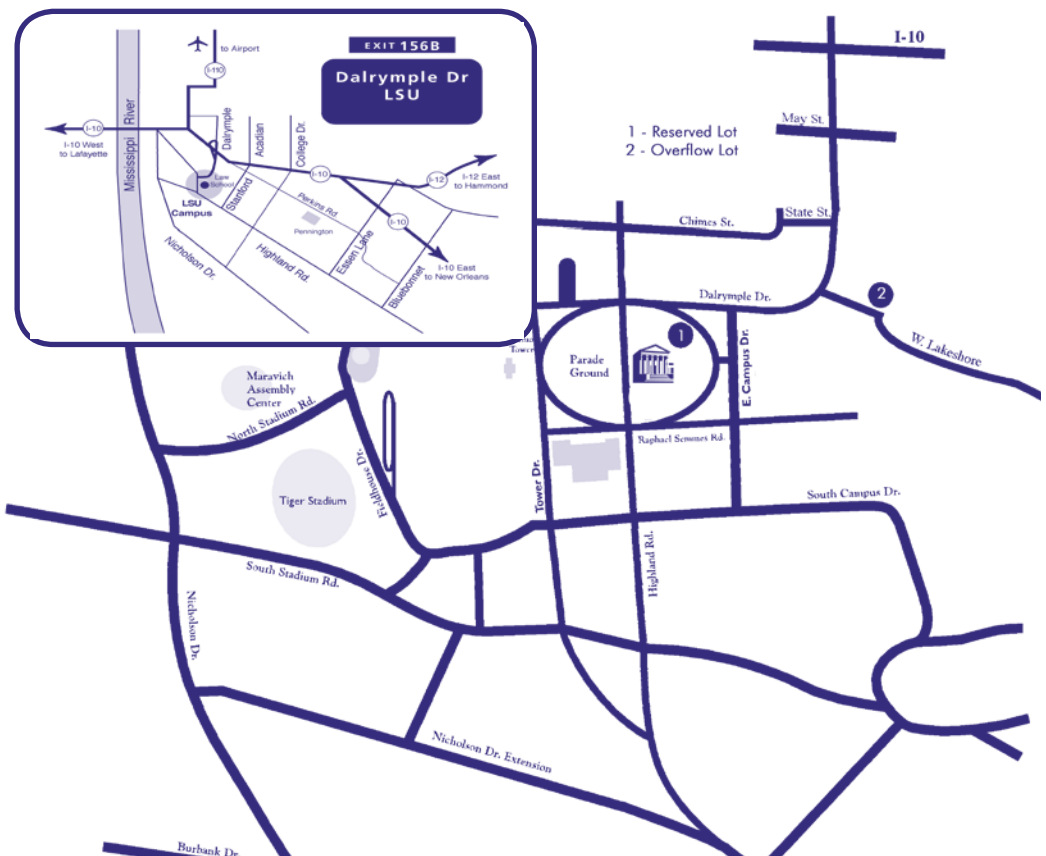 EXIT 156B
Dalrymple Dr
LSU
to Airport
I-110
I-10
I-10 West
to Lafayette
Mississippi River
Dalrymple
Acadian
College Dr.
I-10
I-12
I-12 East
to Hammond
Law
School
LSU
Campus
Stanford
Perkins Rd.
Pennington
I-10
Essen Lane
I-10 East
to New Orleans
Bluebonnet
Highland Rd.
Nicholson Dr.
I-10
May St.
1 - Reserved Lot
2 - Overflow Lot
State St.
Chimes St.
Dalrymple Dr.
2
1
W. Lakeshore
E. Campus Dr.
Tower
Parade
Ground
Maravich
Assembly
Center
North Stadium Rd.
Raphael Semmes Rd.
Fieldhouse Dr.
Tower Dr.
Tiger Stadium
South Campus Dr.
Highland Rd.
South Stadium Rd.
Nicholson Dr.
Nicholson Dr. Extension
Burbank Dr.